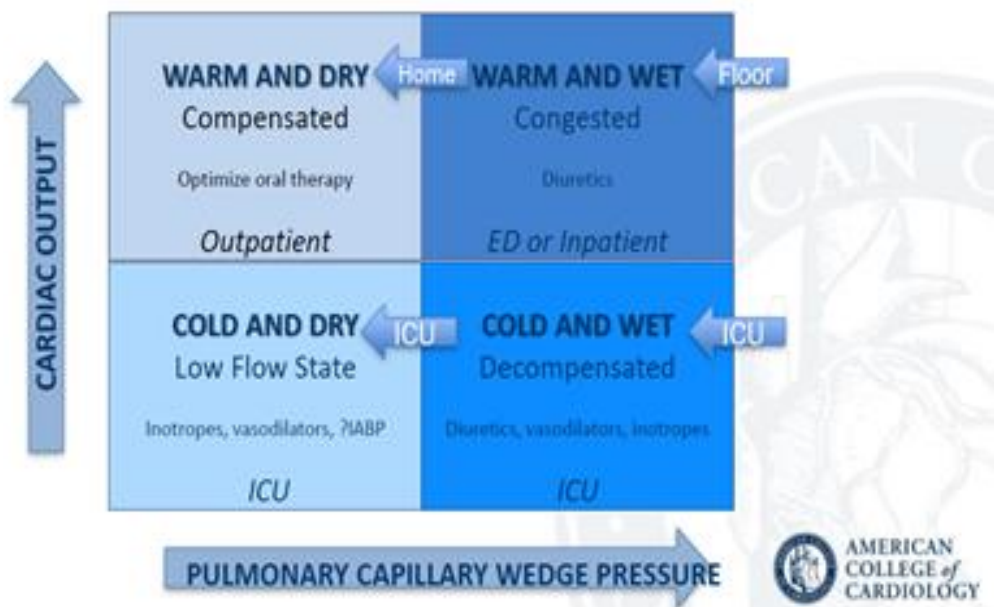 WARM AND DRY
Home
Compensated
Optimize oral therapy
Outpatient
WARM AND WET
Floor
Congested
Diuretics
ED or Inpatient
CARDIAC OUTPUT
COLD AND DRY
ICU
Low Flow State
Inotropes, vasodilators, ?IABP
ICU
COLD AND WET
ICU
Decompensated
Diuretics, vasodilators, inotropes
ICU
PULMONARY CAPILLARY WEDGE PRESSURE
AMERICAN
COLLEGE of
CARDIOLOGY